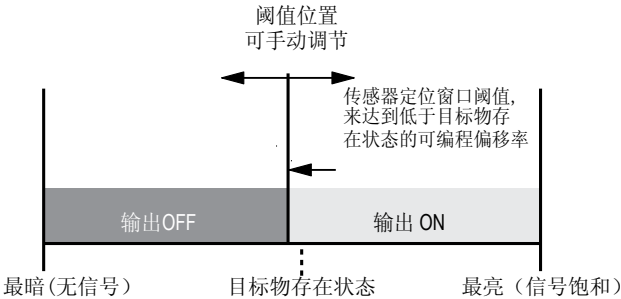 阈值位置
可手动调节
传感器定位窗口阈值,
来达到低于目标物存
在状态的可编程偏移率
输出OFF
输出 ON
最暗(无信号）
目标物存在状态
最亮（信号饱和）